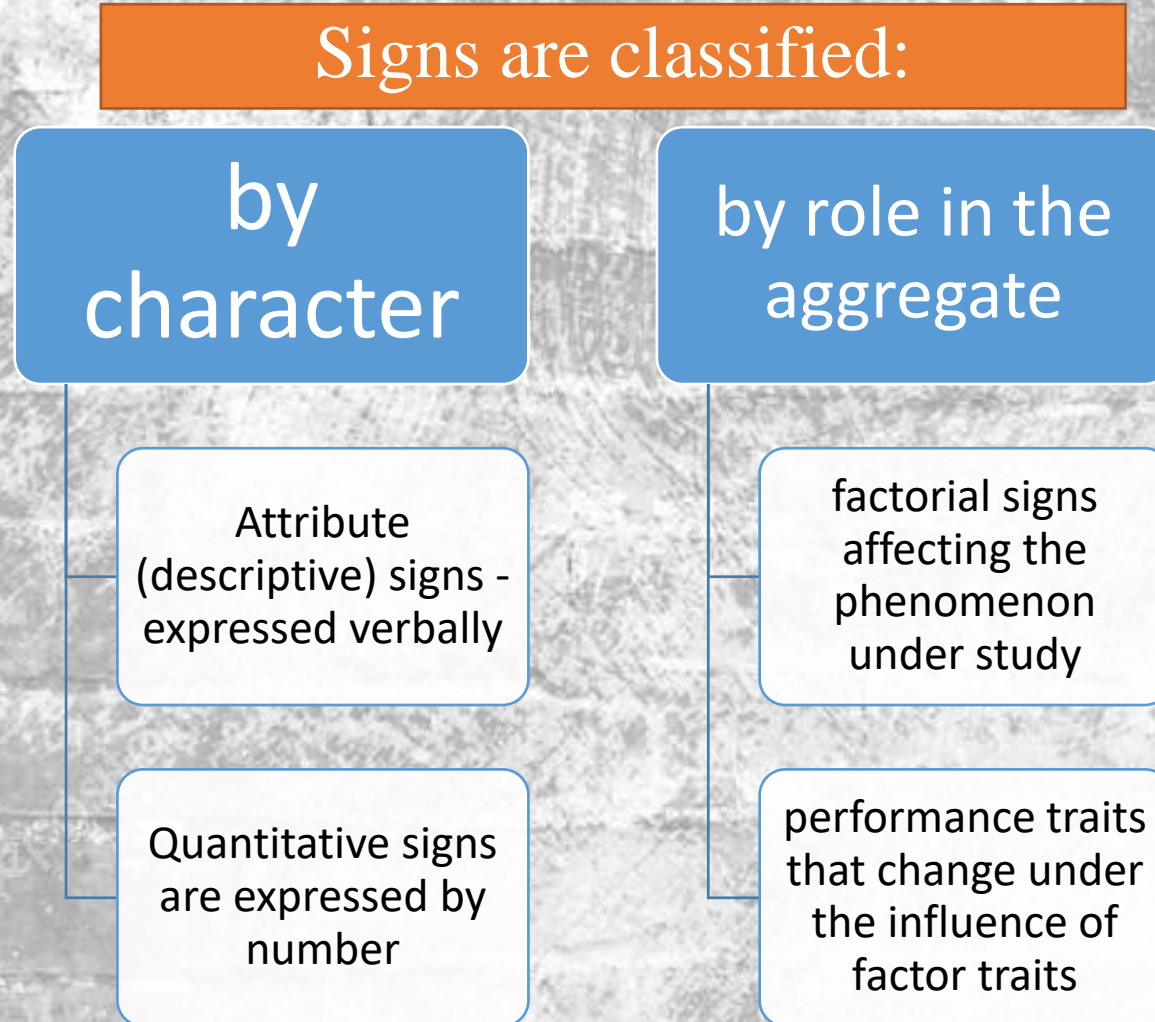 Signs are classified:
by
character
Attribute
(descriptive) signs -
expressed verbally
Quantitative signs
are expressed by
number
by role in the
aggregate
factorial signs
affecting the
phenomenon
under study
performance traits
that change under
the influence of
factor traits